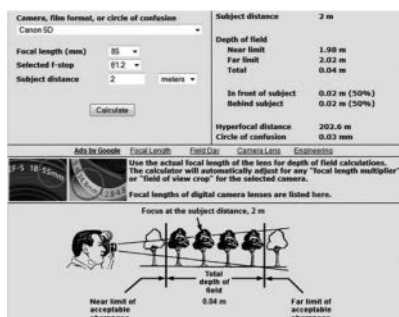 Camera, film format, or circle of confusion
Canon 5D
Focal length (mm) 85
Selected f-stop f/1.2
Subject distance 2 meters
Calculate
Subject distance 2 m
Depth of field
Near limit 1.98 m
Far limit 2.02 m
Total 0.04 m
In front of subject 0.02 m (50%)
Behind subject 0.02 m (50%)
Hyperfocal distance 202.6 m
Circle of confusion 0.03 mm
Ads by Google Focal Length Field Day Camera Lens Engineering
Use the actual focal length of the lens for depth of field calculations.
The calculator will automatically adjust for any "focal length multiplier"
or "field of view crop" for the selected camera.
Focal lengths of digital camera lenses are listed here.
Focus at the subject distance, 2 m
Total
depth of
field
0.04 m
Near limit of
acceptable
Far limit of
acceptable